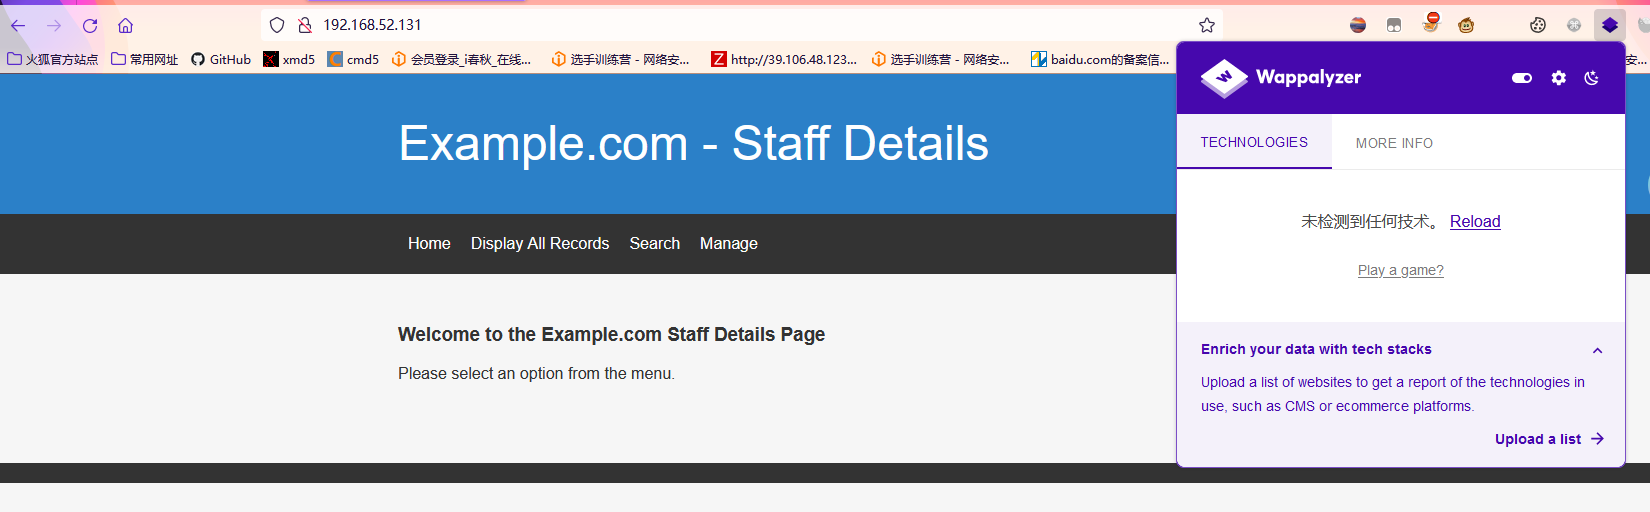 192.168.52.131
火狐官方站点 常用网址 GitHub xmd5 cmd5 会员登录_i春秋_在线... 选手训练营 - 网络安... http://39.106.48.123... 选手训练营 - 网络安... baidu.com的备案信... 安...
Wappalyzer
Example.com - Staff Details
TECHNOLOGIES MORE INFO
未检测到任何技术。 Reload
Home Display All Records Search Manage
Play a game?
Welcome to the Example.com Staff Details Page
Please select an option from the menu.
Enrich your data with tech stacks
Upload a list of websites to get a report of the technologies in
use, such as CMS or ecommerce platforms.
Upload a list